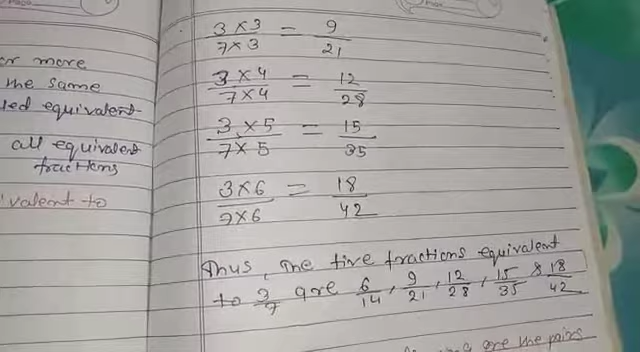 or more
the same
led equivalent
all equivalent
fractions
valent to
3×3/7×3 = 9/21
3×4/7×4 = 12/28
3×5/7×5 = 15/35
3×6/7×6 = 18/42
Thus, the five fractions equivalent
to 3/7 are 6/14, 9/21, 12/28, 15/35 & 18/42
are the pairs